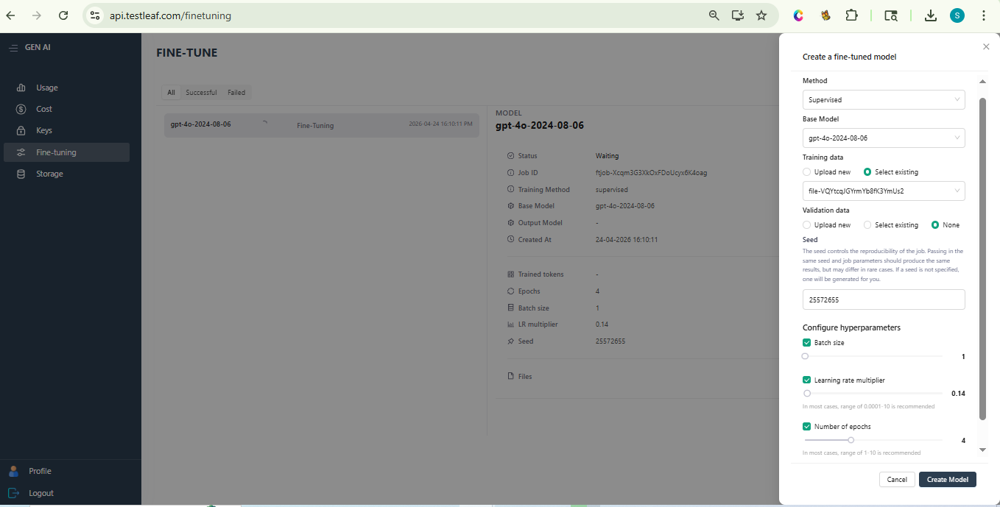 api.testleaf.com/finetuning
S
GEN AI
Usage
Cost
Keys
Fine-tuning
Storage
Profile
Logout
FINE-TUNE
All Successful Failed
gpt-4o-2024-08-06 Fine-Tuning 2026-04-24 16:10:11 PM
MODEL
gpt-4o-2024-08-06
Status Waiting
Job ID ftjob-Xcqm3G3XkOxFDoUcyx6K4oag
Training Method supervised
Base Model gpt-4o-2024-08-06
Output Model -
Created At 24-04-2026 16:10:11
Trained tokens -
Epochs 4
Batch size 1
LR multiplier 0.14
Seed 25572655
Files
Create a fine-tuned model
Method
Supervised
Base Model
gpt-4o-2024-08-06
Training data
Upload new Select existing
file-VQYtcqJGYrmYb8fK3YmUs2
Validation data
Upload new Select existing None
Seed
The seed controls the reproducibility of the job. Passing in the
same seed and job parameters should produce the same
results, but may differ in rare cases. If a seed is not specified,
one will be generated for you.
25572655
Configure hyperparameters
Batch size
1
Learning rate multiplier
0.14
In most cases, range of 0.0001-10 is recommended
Number of epochs
4
In most cases, range of 1-10 is recommended
Cancel Create Model